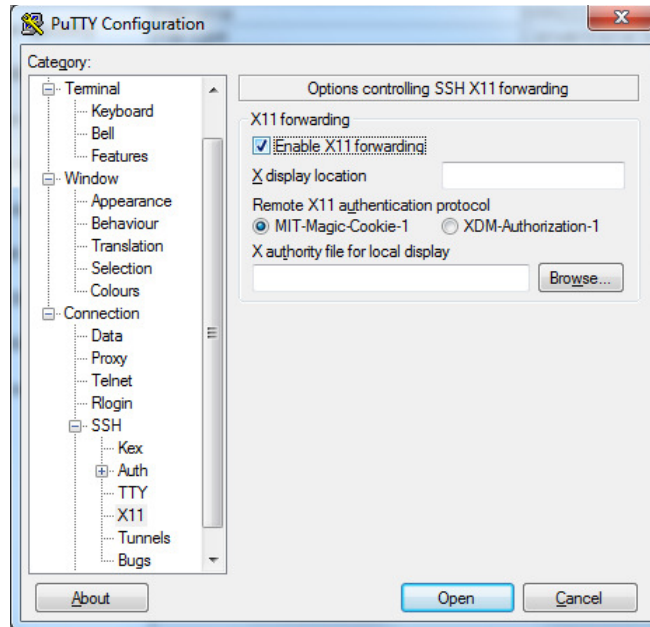 PuTTY Configuration
Category:
Terminal
Keyboard
Bell
Features
Window
Appearance
Behaviour
Translation
Selection
Colours
Connection
Data
Proxy
Telnet
Rlogin
SSH
Kex
Auth
TTY
X11
Tunnels
Bugs
Options controlling SSH X11 forwarding
X11 forwarding
Enable X11 forwarding
X display location
Remote X11 authentication protocol
MIT-Magic-Cookie-1 XDM-Authorization-1
X authority file for local display
Browse...
About Open Cancel